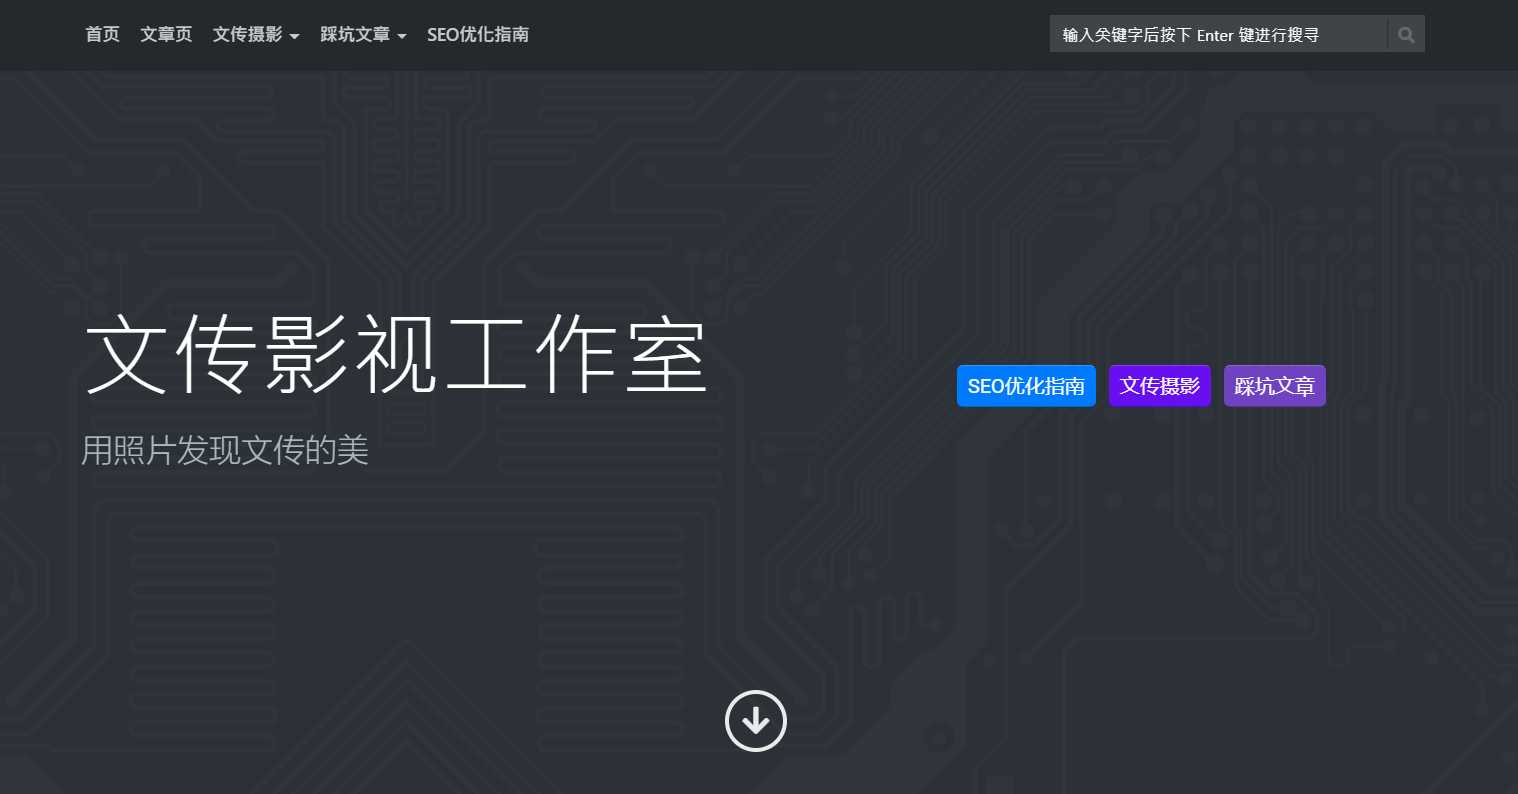 首页 文章页 文传摄影 踩坑文章 SEO优化指南
输入关键字后按下 Enter 键进行搜寻
文传影视工作室
用照片发现文传的美
SEO优化指南 文传摄影 踩坑文章